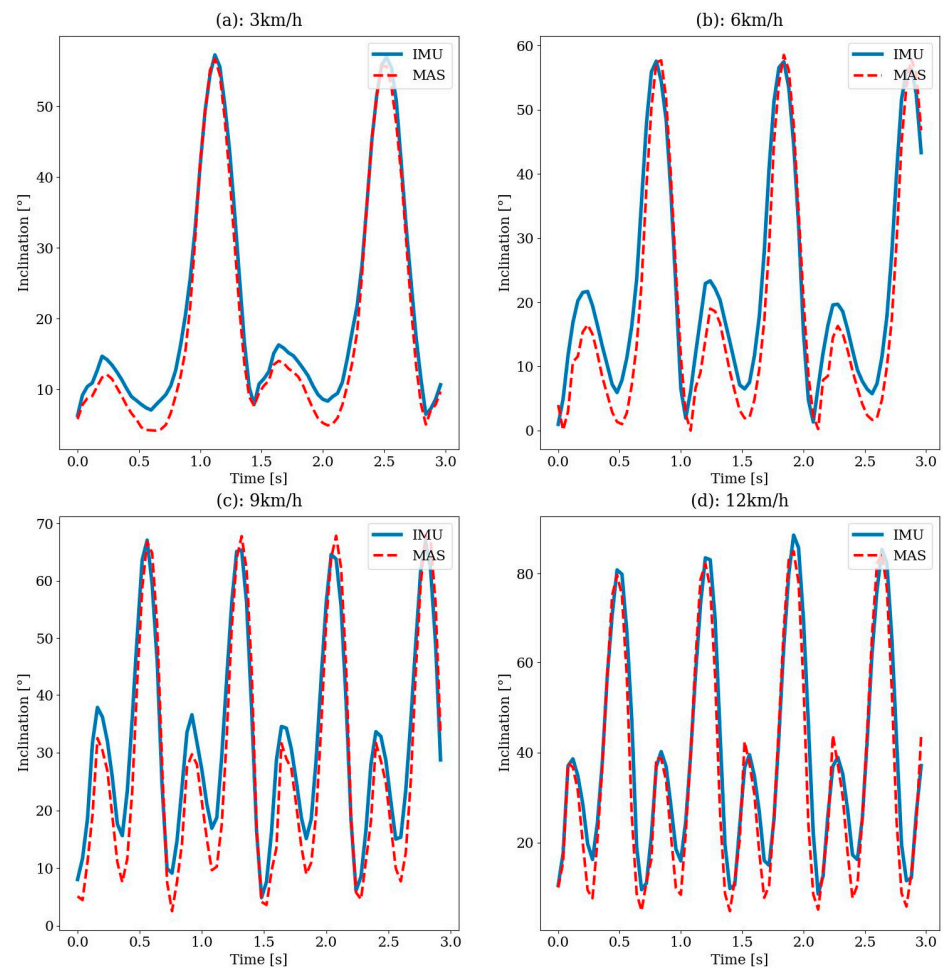 (a): 3km/h
IMU
MAS
Inclination [°]
50
40
30
20
10
0.0 0.5 1.0 1.5 2.0 2.5 3.0
Time [s]
(b): 6km/h
IMU
MAS
Inclination [°]
60
50
40
30
20
10
0
0.0 0.5 1.0 1.5 2.0 2.5 3.0
Time [s]
(c): 9km/h
IMU
MAS
Inclination [°]
70
60
50
40
30
20
10
0
0.0 0.5 1.0 1.5 2.0 2.5 3.0
Time [s]
(d): 12km/h
IMU
MAS
Inclination [°]
80
60
40
20
0.0 0.5 1.0 1.5 2.0 2.5 3.0
Time [s]